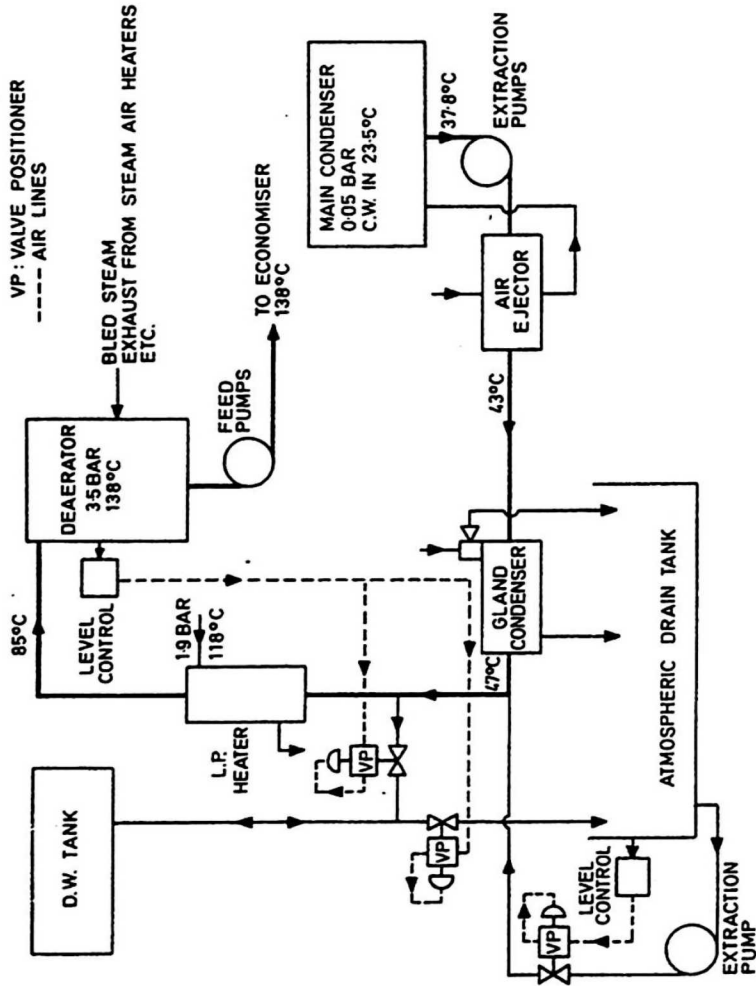 VP : VALVE POSITIONER
---- AIR LINES
BLED STEAM
EXHAUST FROM STEAM AIR HEATERS
ETC.
DEAERATOR
3·5 BAR
138°C
FEED
PUMPS
TO ECONOMISER
138°C
85°C
LEVEL
CONTROL
1·9 BAR
118°C
L.P.
HEATER
D.W. TANK
VP
VP
MAIN CONDENSER
0·05 BAR
C.W. IN 23·5°C
37·8°C
EXTRACTION
PUMPS
AIR
EJECTOR
43°C
GLAND
CONDENSER
47°C
ATMOSPHERIC DRAIN TANK
LEVEL
CONTROL
VP
EXTRACTION
PUMP